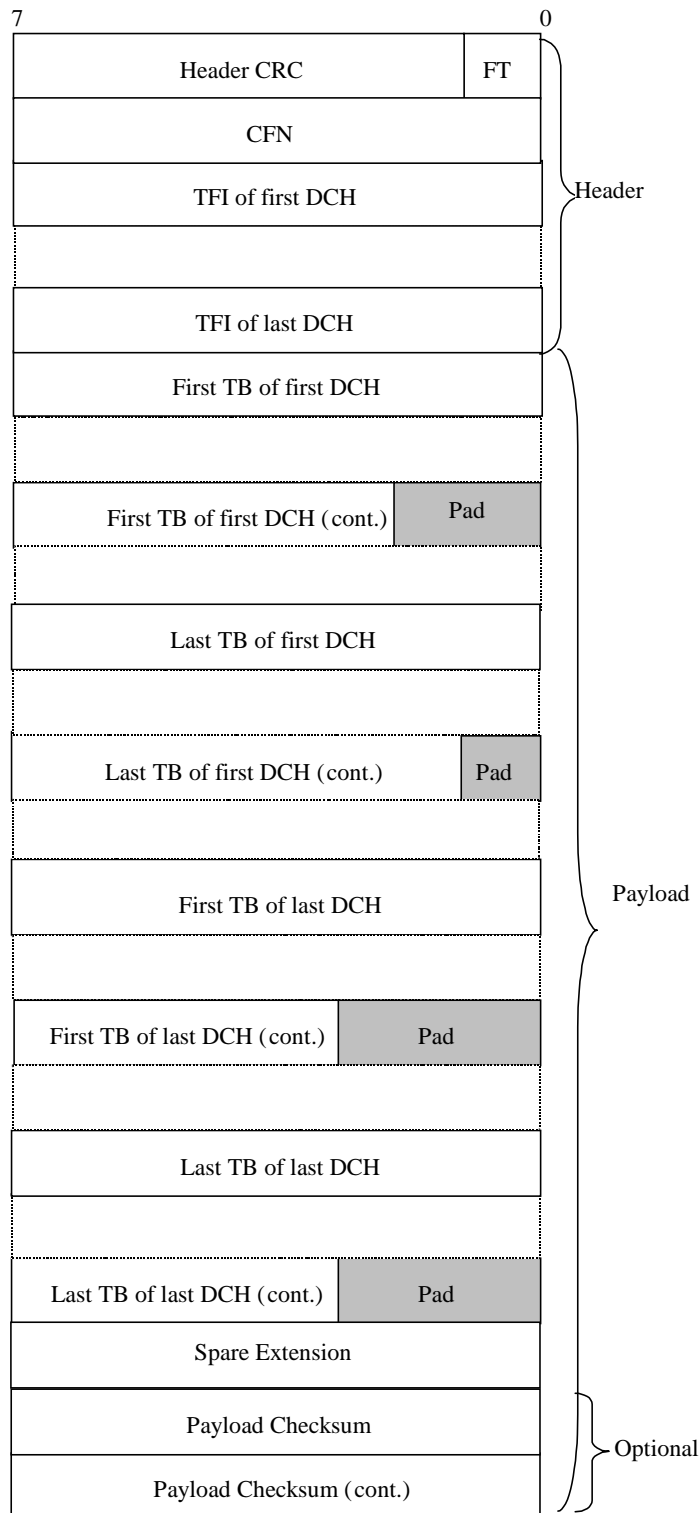 7 0
Header CRC FT
CFN
TFI of first DCH
Header
TFI of last DCH
First TB of first DCH
First TB of first DCH (cont.) Pad
Last TB of first DCH
Last TB of first DCH (cont.) Pad
First TB of last DCH
Payload
First TB of last DCH (cont.) Pad
Last TB of last DCH
Last TB of last DCH (cont.) Pad
Spare Extension
Payload Checksum
Optional
Payload Checksum (cont.)